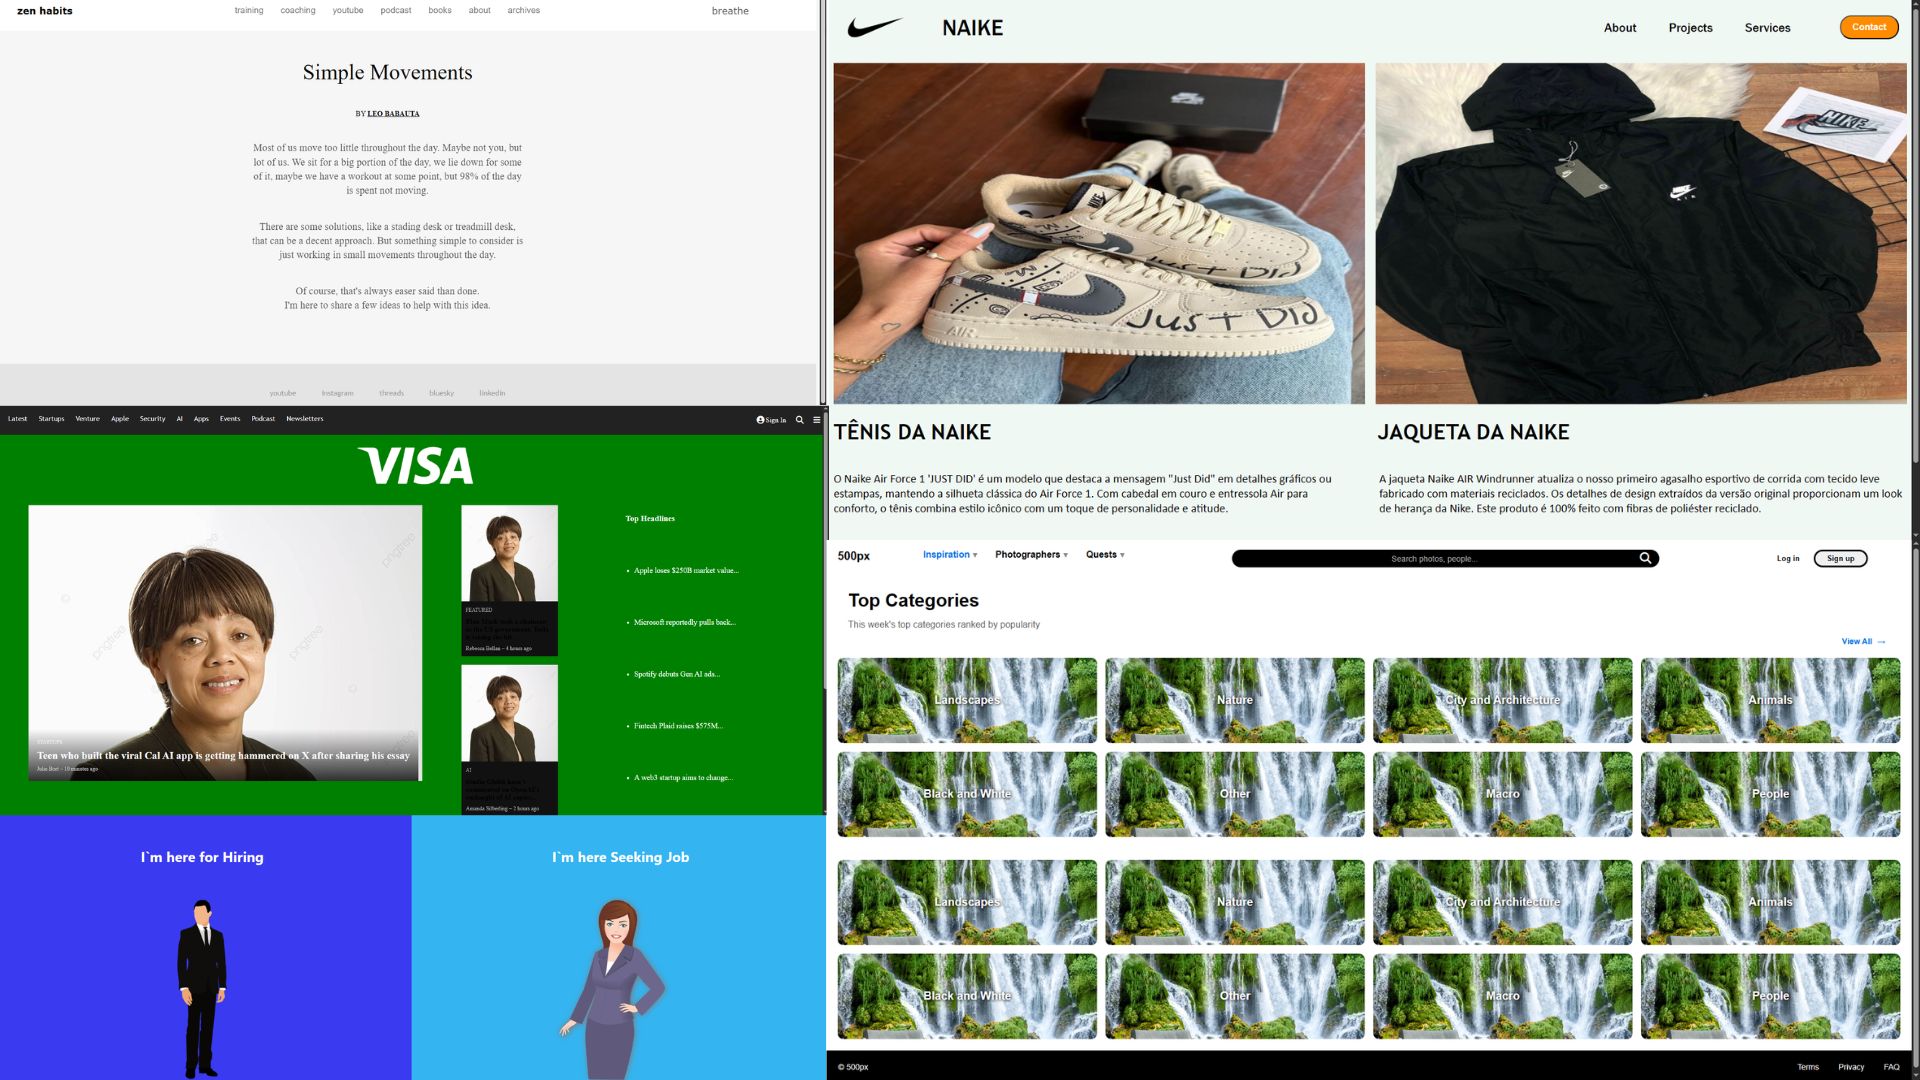 zen habits
training coaching youtube podcast books about archives
breathe
Simple Movements
BY LEO BABAUTA
Most of us move too little throughout the day. Maybe not you, but
lot of us. We sit for a big portion of the day, we lie down for some
of it, maybe we have a workout at some point, but 98% of the day
is spent not moving.
There are some solutions, like a stading desk or treadmill desk,
that can be a decent approach. But something simple to consider is
just working in small movements throughout the day.
Of course, that's always easer said than done.
I'm here to share a few ideas to help with this idea.
youtube Instagram threads bluesky linkedin
NAIKE
About Projects Services Contact
NIKE
AIR
Just Did
Just Did
NIKE
NIKE
AIR
TÊNIS DA NAIKE
O Naike Air Force 1 'JUST DID' é um modelo que destaca a mensagem "Just Did" em detalhes gráficos ou
estampas, mantendo a silhueta clássica do Air Force 1. Com cabedal em couro e entressola Air para
conforto, o tênis combina estilo icônico com um toque de personalidade e atitude.
JAQUETA DA NAIKE
A jaqueta Naike AIR Windrunner atualiza o nosso primeiro agasalho esportivo de corrida com tecido leve
fabricado com materiais reciclados. Os detalhes de design extraídos da versão original proporcionam um look
de herança da Nike. Este produto é 100% feito com fibras de poliéster reciclado.
Latest Startups Venture Apple Security AI Apps Events Podcast Newsletters
Sign In
VISA
pngtree
pngtree
pngtree
STARTUPS
Teen who built the viral Cal AI app is getting hammered on X after sharing his essay
Julie Bort - 10 minutes ago
FEATURED
Rebecca Bellan – 4 hours ago
AI
Amanda Silberling – 2 hours ago
Top Headlines
• Apple loses $250B market value...
• Microsoft reportedly pulls back...
• Spotify debuts Gen AI ads...
• Fintech Plaid raises $575M...
• A web3 startup aims to change...
I`m here for Hiring
I`m here Seeking Job
500px
Inspiration Photographers Quests
Search photos, people...
Log in Sign up
Top Categories
This week's top categories ranked by popularity
View All →
Landscapes Nature City and Architecture Animals
Black and White Other Macro People
Landscapes Nature City and Architecture Animals
Black and White Other Macro People
© 500px
Terms Privacy FAQ